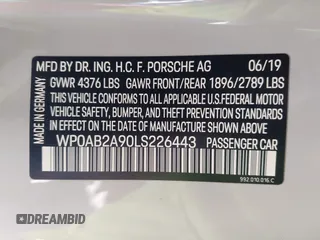 MFD BY DR. ING. H.C. F. PORSCHE AG 06/19
GVWR 4376 LBS GAWR FRONT/REAR 1896/2789 LBS
THIS VEHICLE CONFORMS TO ALL APPLICABLE U.S.FEDERAL MOTOR
VEHICLE SAFETY, BUMPER, AND THEFT PREVENTION STANDARDS IN
EFFECT ON THE DATE OF MANUFACTURE SHOWN ABOVE.
WP0AB2A90LS226443 PASSENGER CAR
MADE IN GERMANY
992.010.016.C
DREAMBID